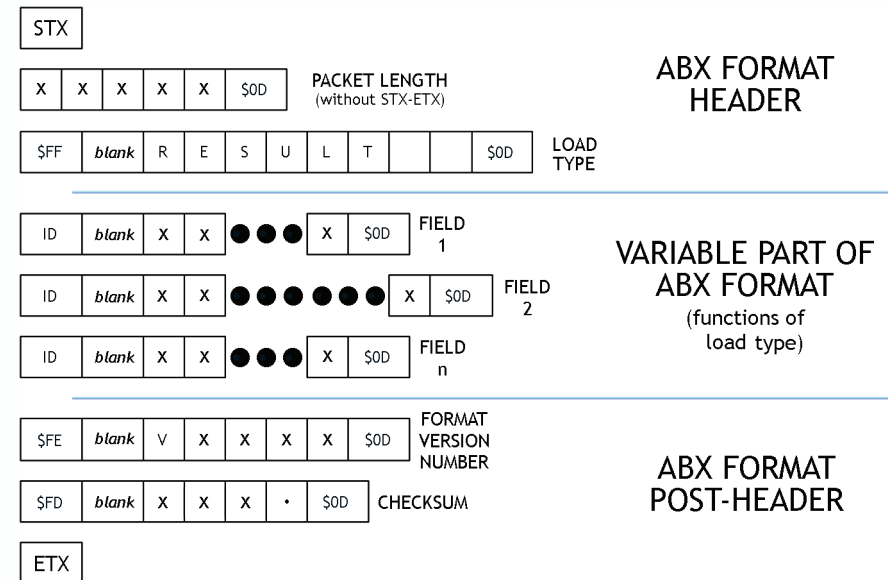 STX
X X X X X $0D
PACKET LENGTH
(without STX-ETX)
ABX FORMAT
HEADER
$FF blank R E S U L T $0D
LOAD
TYPE
ID blank X X X $0D
FIELD
1
ID blank X X X $0D
FIELD
2
ID blank X X X $0D
FIELD
n
VARIABLE PART OF
ABX FORMAT
(functions of
load type)
$FE blank V X X X X $0D
FORMAT
VERSION
NUMBER
$FD blank X X X . $0D
CHECKSUM
ABX FORMAT
POST-HEADER
ETX